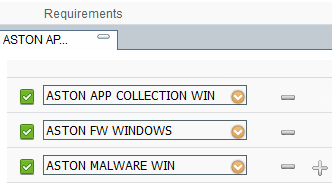 Requirements
ASTON AP...
ASTON APP COLLECTION WIN
ASTON FW WINDOWS
ASTON MALWARE WIN